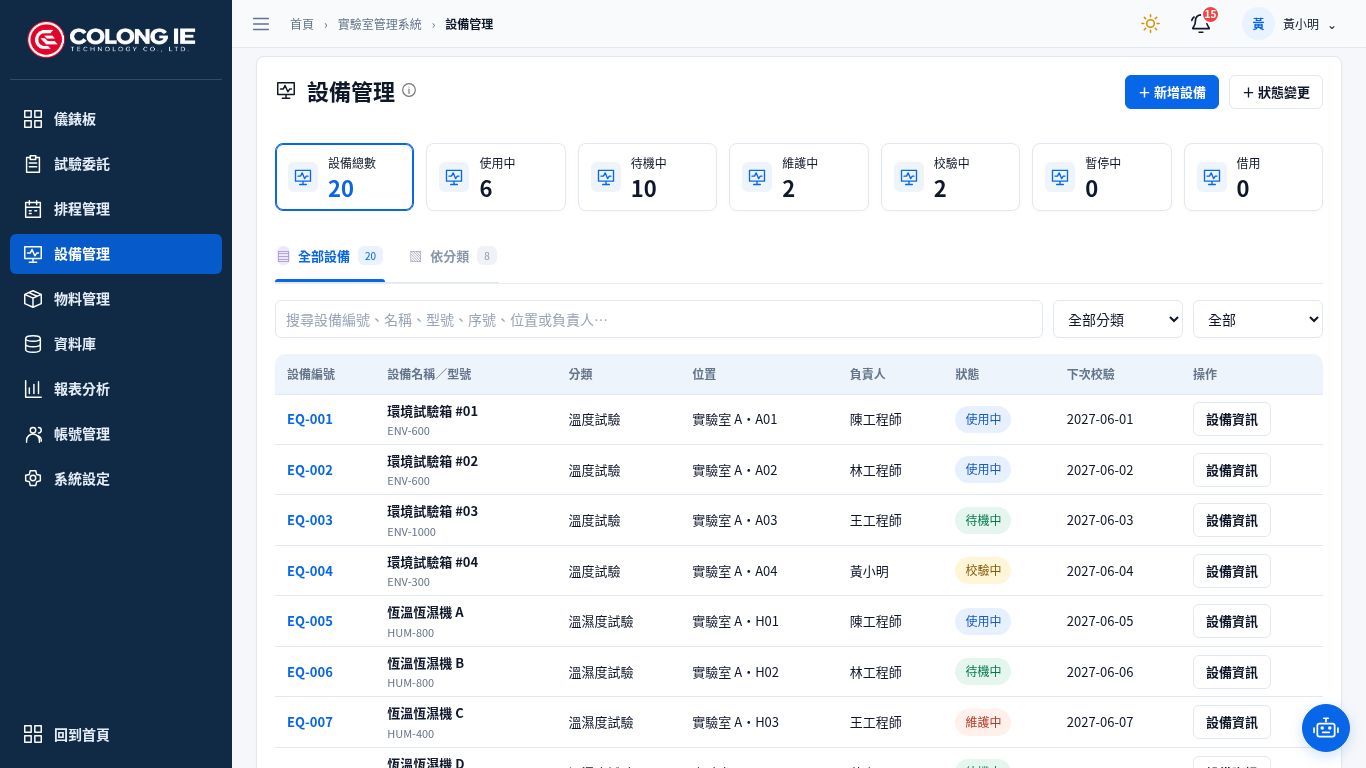 COLONG IE
TECHNOLOGY CO., LTD.
儀錶板
試驗委託
排程管理
設備管理
物料管理
資料庫
報表分析
帳號管理
系統設定
回到首頁
首頁 › 實驗室管理系統 › 設備管理
15
黃 黃小明
設備管理
+ 新增設備
+ 狀態變更
設備總數
20
使用中
6
待機中
10
維護中
2
校驗中
2
暫停中
0
借用
0
全部設備 20
依分類 8
搜尋設備編號、名稱、型號、序號、位置或負責人…
全部分類
全部
設備編號 設備名稱／型號 分類 位置 負責人 狀態 下次校驗 操作
EQ-001 環境試驗箱 #01 ENV-600 溫度試驗 實驗室 A・A01 陳工程師 使用中 2027-06-01 設備資訊
EQ-002 環境試驗箱 #02 ENV-600 溫度試驗 實驗室 A・A02 林工程師 使用中 2027-06-02 設備資訊
EQ-003 環境試驗箱 #03 ENV-1000 溫度試驗 實驗室 A・A03 王工程師 待機中 2027-06-03 設備資訊
EQ-004 環境試驗箱 #04 ENV-300 溫度試驗 實驗室 A・A04 黃小明 校驗中 2027-06-04 設備資訊
EQ-005 恆溫恆濕機 A HUM-800 溫濕度試驗 實驗室 A・H01 陳工程師 使用中 2027-06-05 設備資訊
EQ-006 恆溫恆濕機 B HUM-800 溫濕度試驗 實驗室 A・H02 林工程師 待機中 2027-06-06 設備資訊
EQ-007 恆溫恆濕機 C HUM-400 溫濕度試驗 實驗室 A・H03 王工程師 維護中 2027-06-07 設備資訊
恆溫恆濕機 D